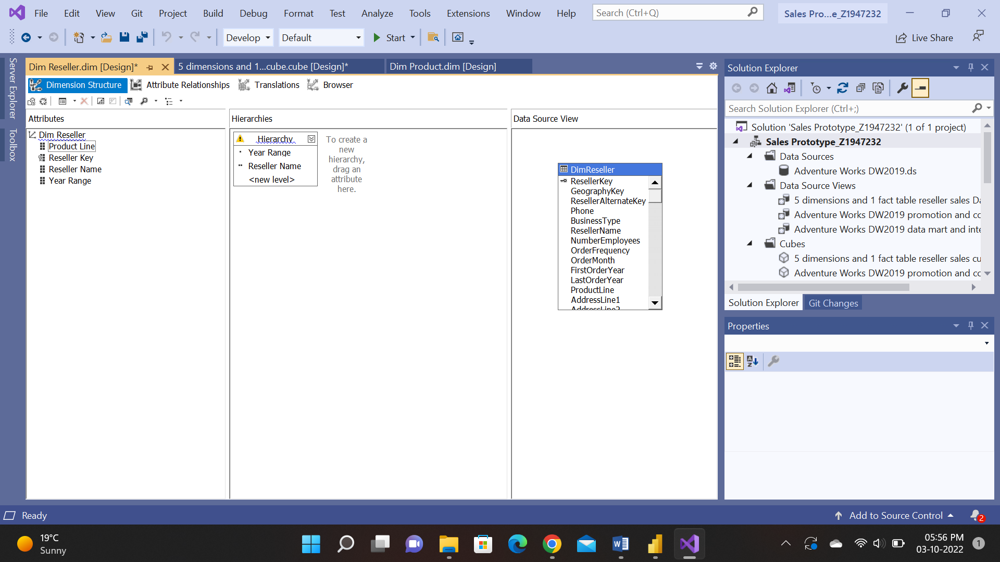 File Edit View Git Project Build Debug Format Test Analyze Tools Extensions Window Help Search (Ctrl+Q) Sales Pro...e_Z1947232
Develop Default Start Live Share
Server Explorer
Toolbox
Dim Reseller.dim [Design]* 5 dimensions and 1...cube.cube [Design]* Dim Product.dim [Design]
Dimension Structure Attribute Relationships Translations Browser
Attributes
Dim Reseller
Product Line
Reseller Key
Reseller Name
Year Range
Hierarchies
Hierarchy
Year Range
Reseller Name
<new level>
To create a
new
hierarchy,
drag an
attribute
here.
Data Source View
DimReseller
ResellerKey
GeographyKey
ResellerAlternateKey
Phone
BusinessType
ResellerName
NumberEmployees
OrderFrequency
OrderMonth
FirstOrderYear
LastOrderYear
ProductLine
AddressLine1
AddressLine2
Solution Explorer
Search Solution Explorer (Ctrl+;)
Solution 'Sales Prototype_Z1947232' (1 of 1 project)
Sales Prototype_Z1947232
Data Sources
Adventure Works DW2019.ds
Data Source Views
5 dimensions and 1 fact table reseller sales Da
Adventure Works DW2019 promotion and co
Adventure Works DW2019 data mart and inte
Cubes
5 dimensions and 1 fact table reseller sales cu
Adventure Works DW2019 promotion and co
Solution Explorer Git Changes
Properties
Ready Add to Source Control 2
19°C
Sunny
05:56 PM
03-10-2022
1